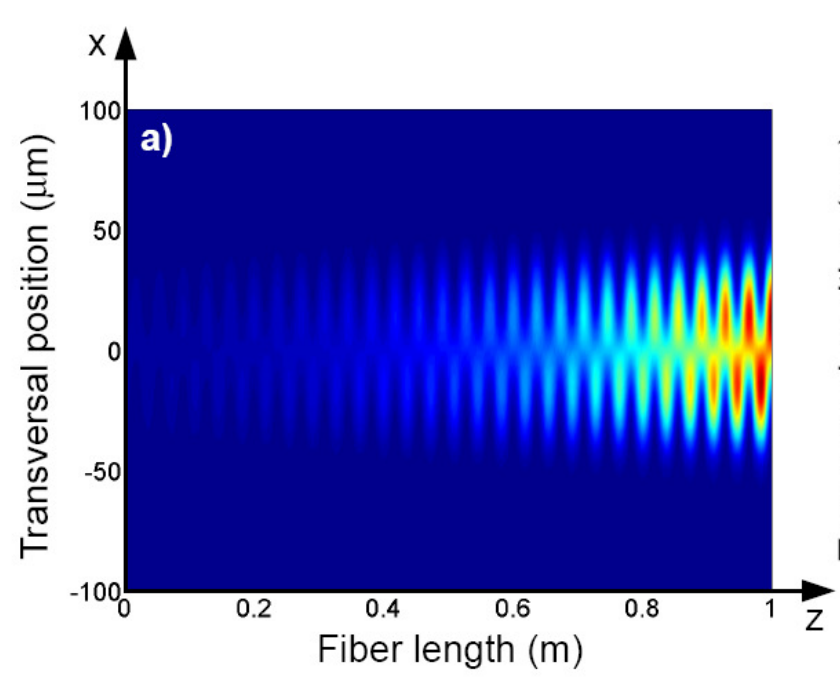 X
100
a)
50
0
-50
-100
Transversal position (μm)
0 0.2 0.4 0.6 0.8 1
Z
Fiber length (m)